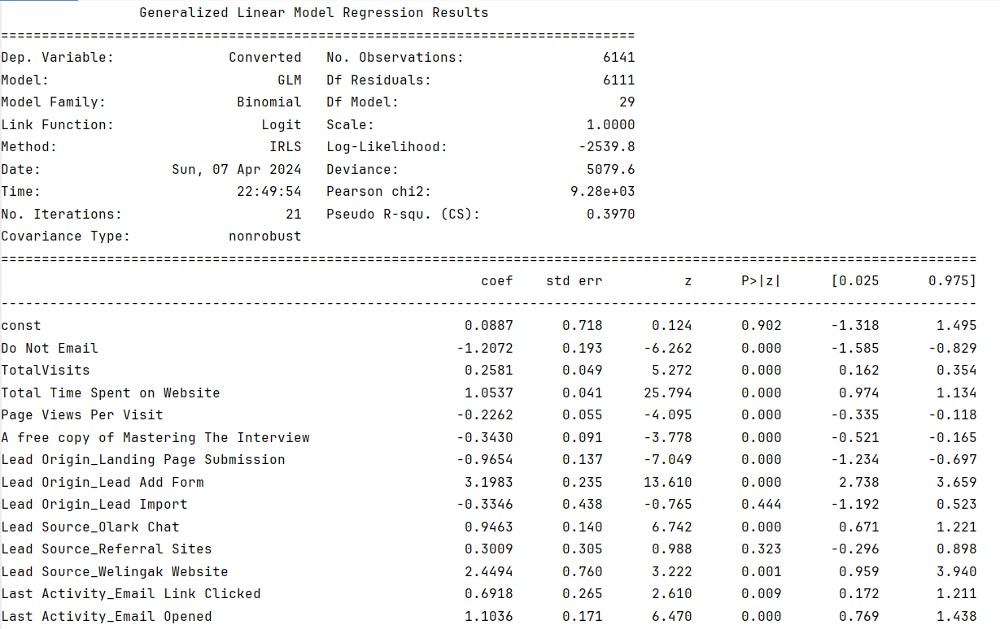 Generalized Linear Model Regression Results
==============================================================================
Dep. Variable: Converted No. Observations: 6141
Model: GLM Df Residuals: 6111
Model Family: Binomial Df Model: 29
Link Function: Logit Scale: 1.0000
Method: IRLS Log-Likelihood: -2539.8
Date: Sun, 07 Apr 2024 Deviance: 5079.6
Time: 22:49:54 Pearson chi2: 9.28e+03
No. Iterations: 21 Pseudo R-squ. (CS): 0.3970
Covariance Type: nonrobust
========================================================================================================================
coef std err z P>|z| [0.025 0.975]
------------------------------------------------------------------------------------------------------------------------
const 0.0887 0.718 0.124 0.902 -1.318 1.495
Do Not Email -1.2072 0.193 -6.262 0.000 -1.585 -0.829
TotalVisits 0.2581 0.049 5.272 0.000 0.162 0.354
Total Time Spent on Website 1.0537 0.041 25.794 0.000 0.974 1.134
Page Views Per Visit -0.2262 0.055 -4.095 0.000 -0.335 -0.118
A free copy of Mastering The Interview -0.3430 0.091 -3.778 0.000 -0.521 -0.165
Lead Origin_Landing Page Submission -0.9654 0.137 -7.049 0.000 -1.234 -0.697
Lead Origin_Lead Add Form 3.1983 0.235 13.610 0.000 2.738 3.659
Lead Origin_Lead Import -0.3346 0.438 -0.765 0.444 -1.192 0.523
Lead Source_Olark Chat 0.9463 0.140 6.742 0.000 0.671 1.221
Lead Source_Referral Sites 0.3009 0.305 0.988 0.323 -0.296 0.898
Lead Source_Welingak Website 2.4494 0.760 3.222 0.001 0.959 3.940
Last Activity_Email Link Clicked 0.6918 0.265 2.610 0.009 0.172 1.211
Last Activity_Email Opened 1.1036 0.171 6.470 0.000 0.769 1.438